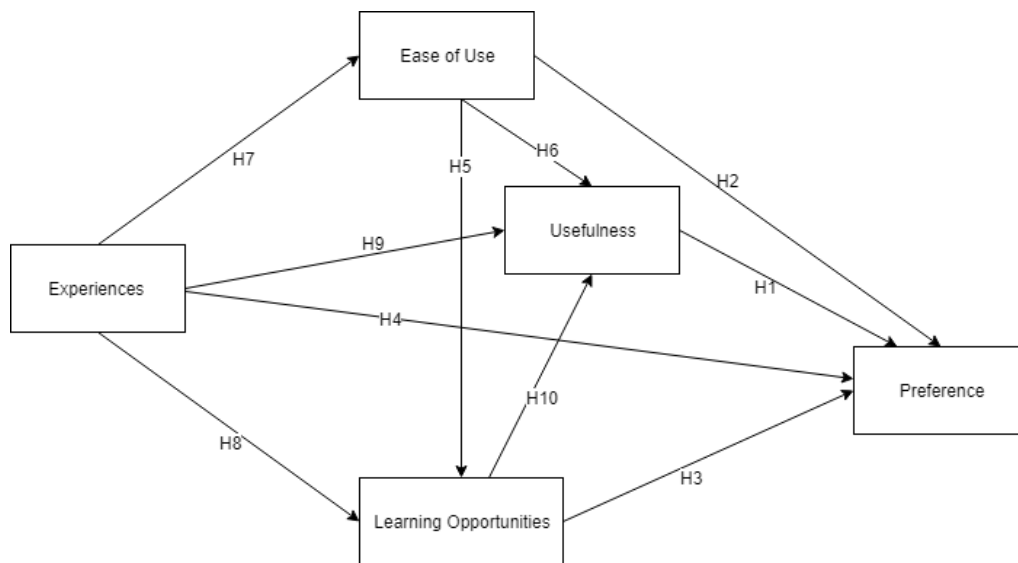 Ease of Use
H7
H5
H6
H2
Usefulness
H9
Experiences
H1
H4
Preference
H10
H8
H3
Learning Opportunities